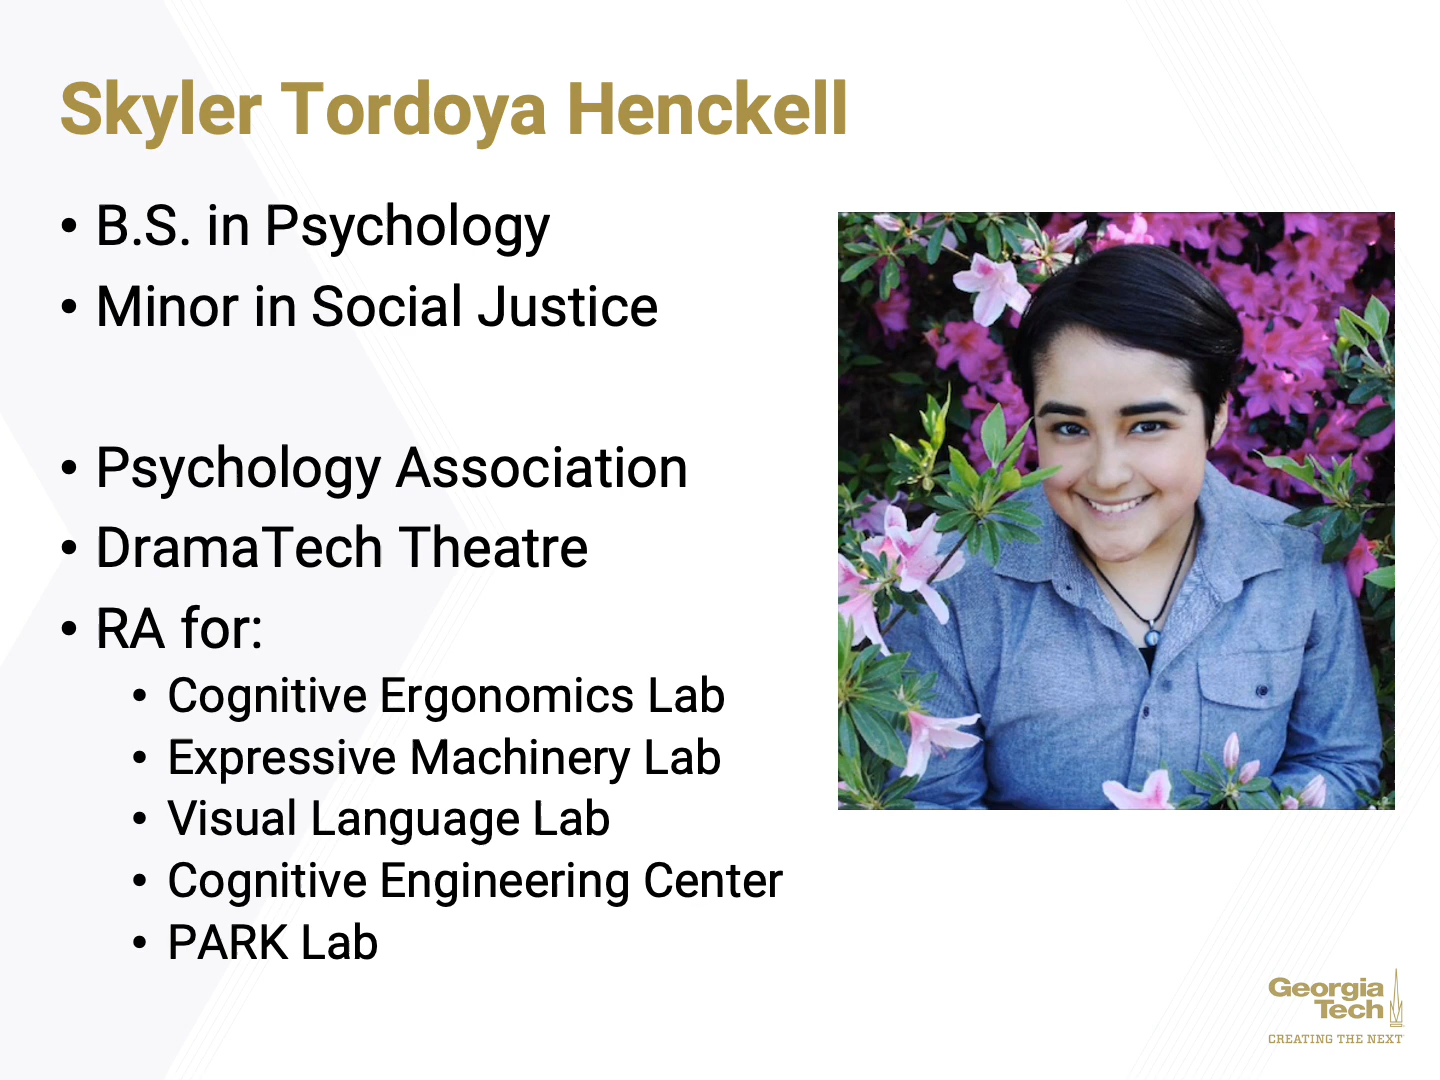 Skyler Tordoya Henckell
• B.S. in Psychology
• Minor in Social Justice
• Psychology Association
• DramaTech Theatre
• RA for:
• Cognitive Ergonomics Lab
• Expressive Machinery Lab
• Visual Language Lab
• Cognitive Engineering Center
• PARK Lab
Georgia
Tech
CREATING THE NEXT